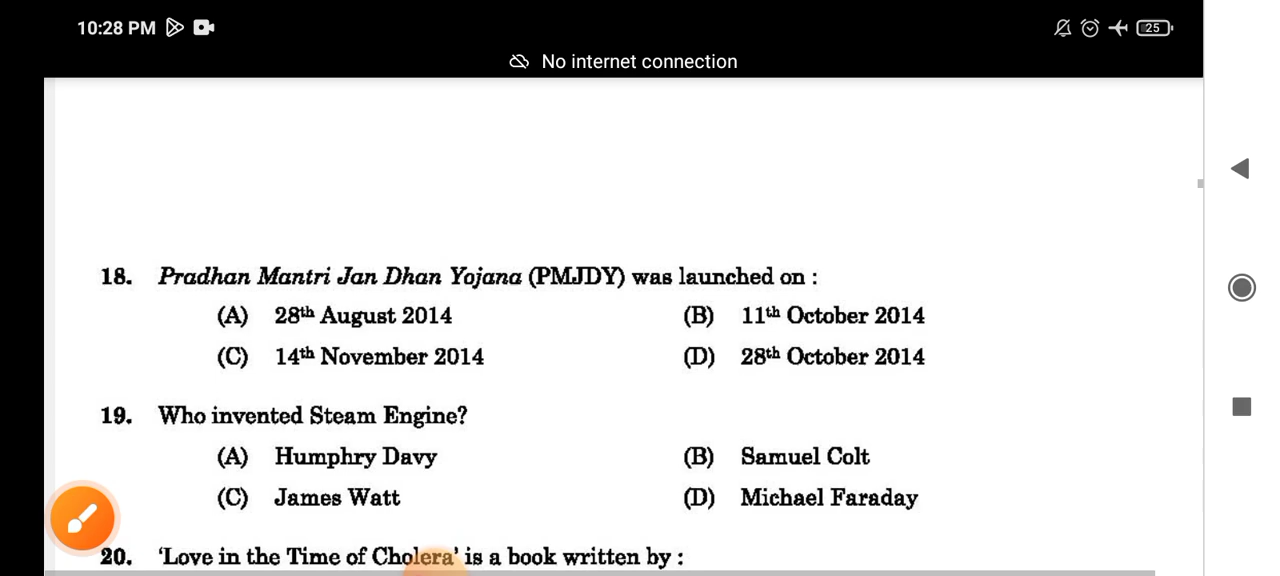 10:28 PM 25
No internet connection
18. Pradhan Mantri Jan Dhan Yojana (PMJDY) was launched on :
(A) 28th August 2014 (B) 11th October 2014
(C) 14th November 2014 (D) 28th October 2014
19. Who invented Steam Engine?
(A) Humphry Davy (B) Samuel Colt
(C) James Watt (D) Michael Faraday
20. ‘Love in the Time of Cholera’ is a book written by :